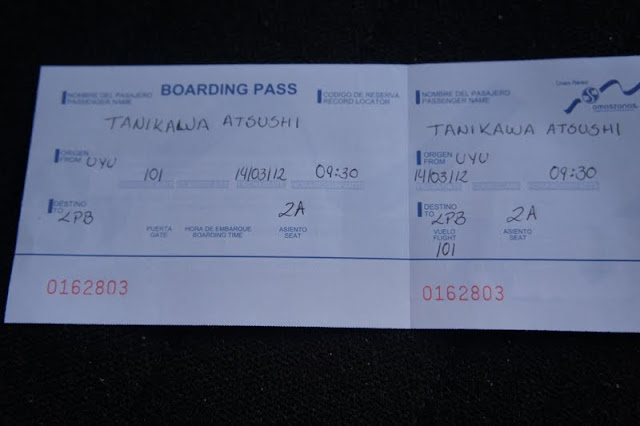 NOMBRE DEL PASAJERO
PASSENGER NAME
BOARDING PASS
CODIGO DE RESERVA
RECORD LOCATOR
TANIKAWA ATSUSHI
ORIGEN
FROM UYU
101 14/03/12 09:30
DESTINO
TO LPB
2A
PUERTA
GATE
HORA DE EMBARQUE
BOARDING TIME
ASIENTO
SEAT
0162803
NOMBRE DEL PASAJERO
PASSENGER NAME
amaszonas
TANIKAWA ATSUSHI
ORIGEN
FROM UYU
14/03/12 09:30
DESTINO
TO LPB
2A
VUELO
FLIGHT
ASIENTO
SEAT
101
0162803